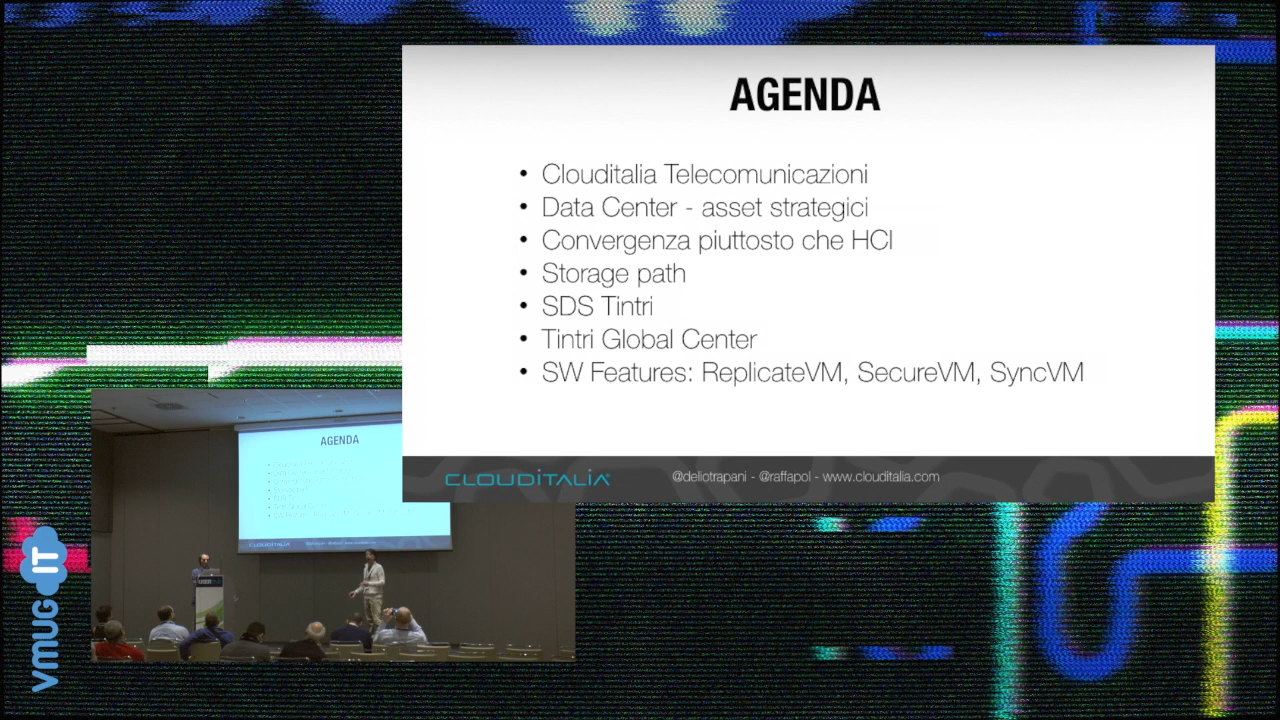 AGENDA
• Clouditalia Telecomunicazioni
• Data Center - asset strategici
• Convergenza piuttosto che HCI
• Storage path
• SDS Tintri
• Tintri Global Center
• SW Features: ReplicateVM, SecureVM, SyncVM
CLOUDITALIA
@deliotrapani - @raffapol - www.clouditalia.com
AGENDA
CLOUDITALIA
vmug IT